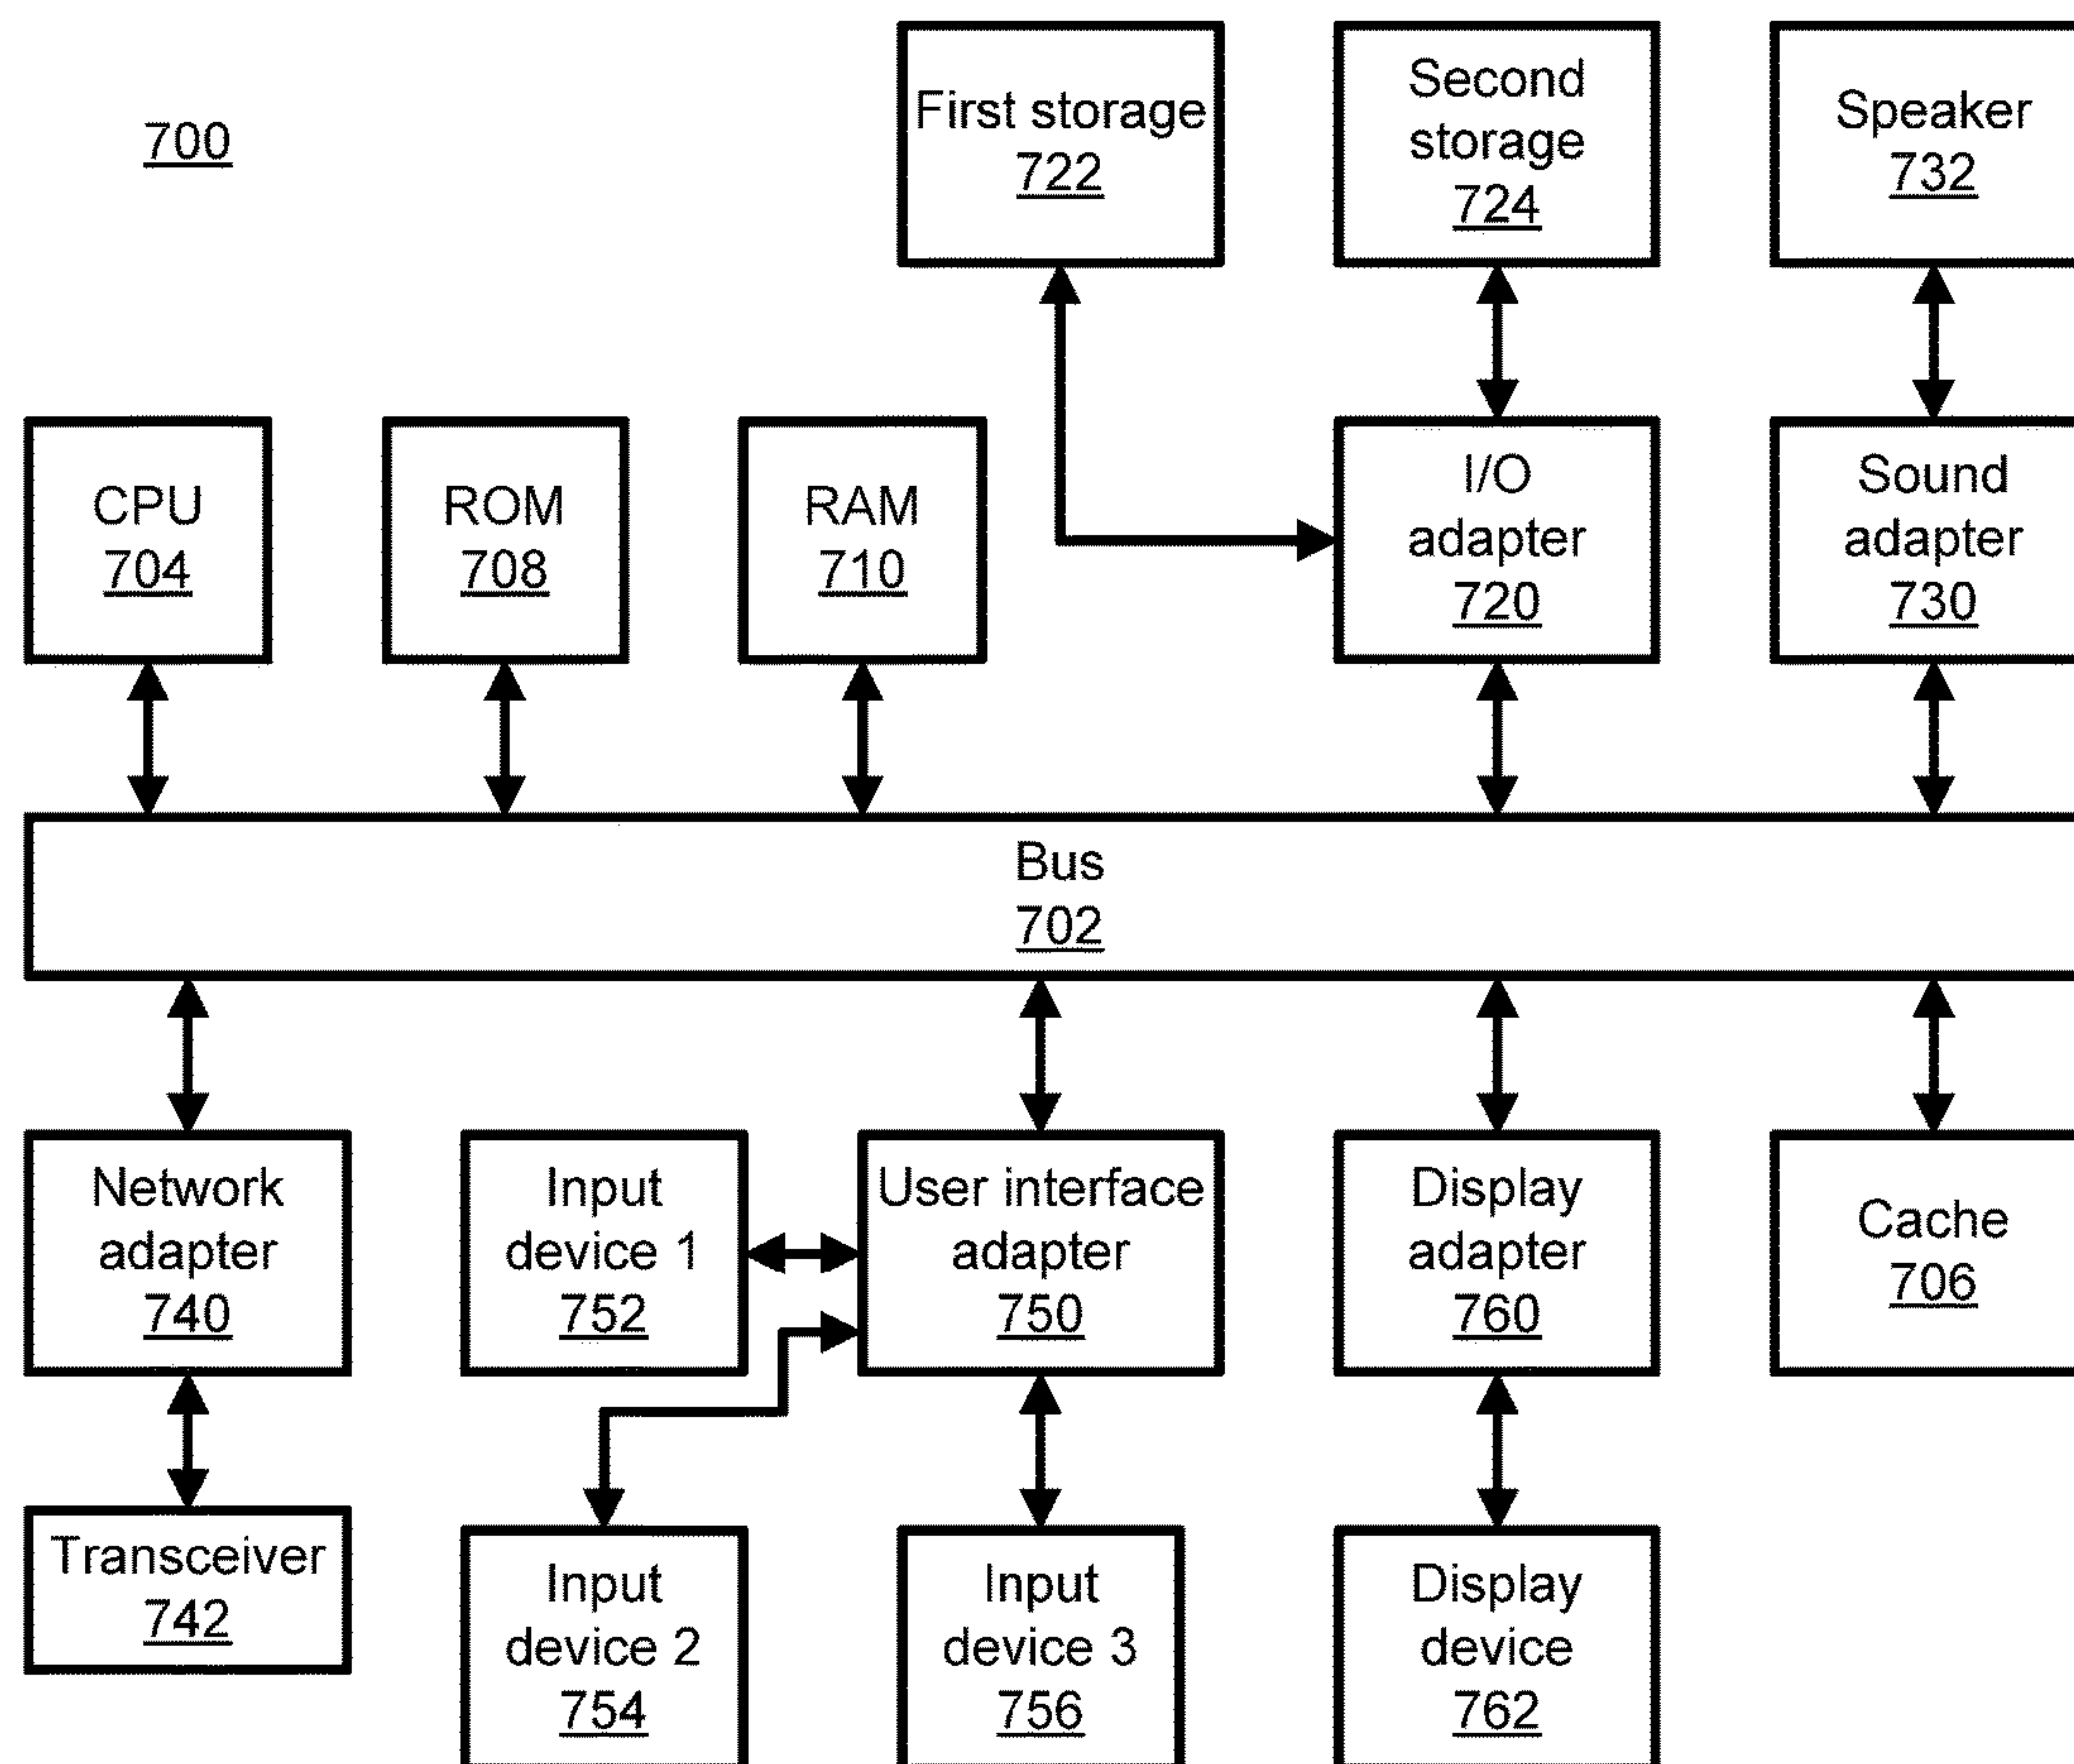 700
First storage
722
Second
storage
724
Speaker
732
CPU
704
ROM
708
RAM
710
I/O
adapter
720
Sound
adapter
730
Bus
702
Network
adapter
740
Input
device 1
752
User interface
adapter
750
Display
adapter
760
Cache
706
Transceiver
742
Input
device 2
754
Input
device 3
756
Display
device
762